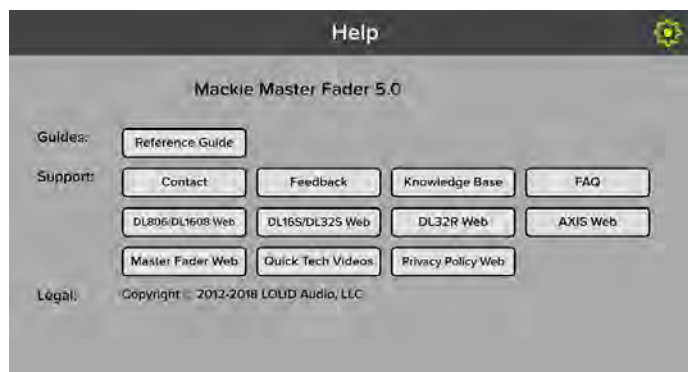 Help
Mackie Master Fader 5.0
Guides: Reference Guide
Support: Contact Feedback Knowledge Base FAQ
DL806/DL1608 Web DL16S/DL32S Web DL32R Web AXIS Web
Master Fader Web Quick Tech Videos Privacy Policy Web
Legal: Copyright © 2012-2018 LOUD Audio, LLC